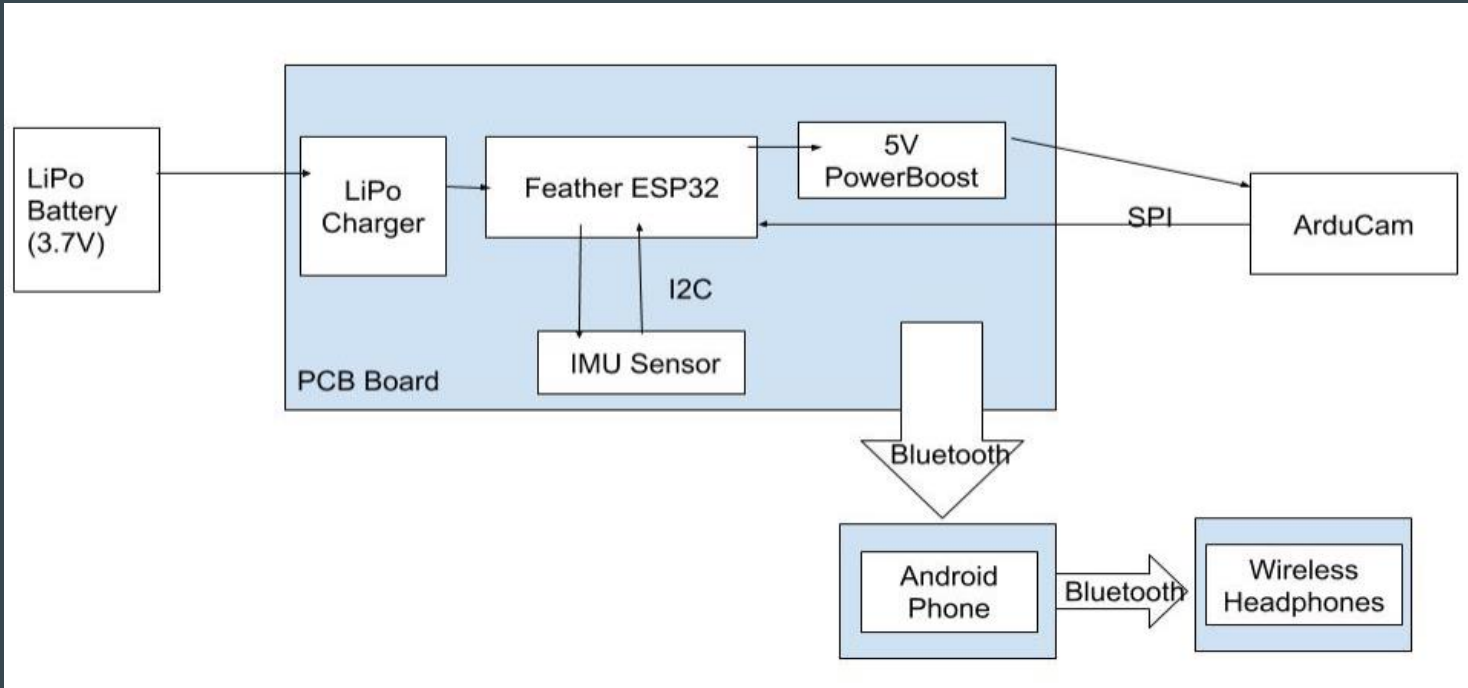 LiPo
Battery
(3.7V)
LiPo
Charger
Feather ESP32
5V
PowerBoost
SPI
ArduCam
I2C
IMU Sensor
PCB Board
Bluetooth
Android
Phone
Bluetooth
Wireless
Headphones